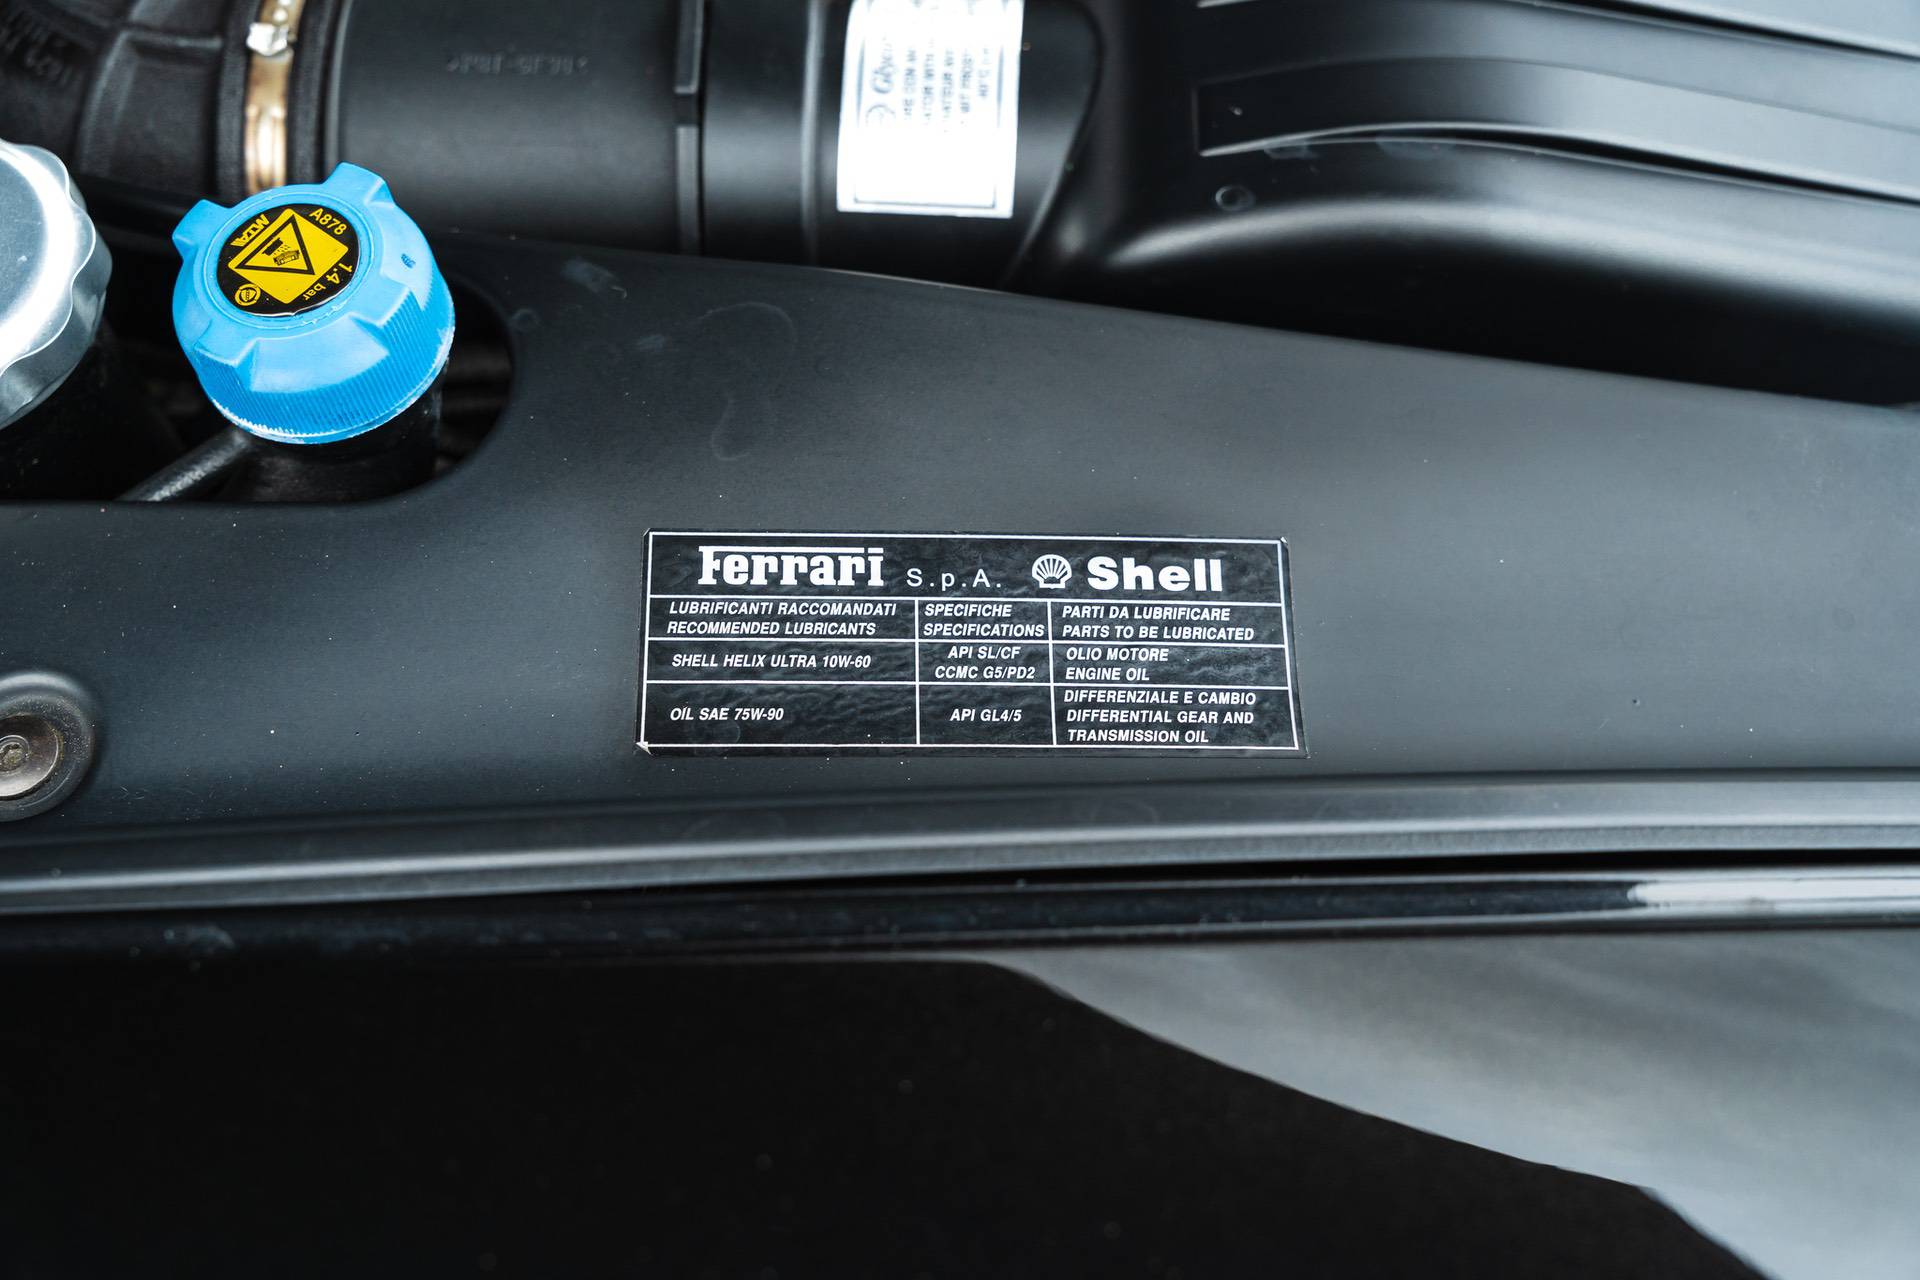 A878
1.4 bar
Ferrari S.p.A. Shell
LUBRIFICANTI RACCOMANDATI
RECOMMENDED LUBRICANTS
SPECIFICHE
SPECIFICATIONS
PARTI DA LUBRIFICARE
PARTS TO BE LUBRICATED
SHELL HELIX ULTRA 10W-60
API SL/CF
CCMC G5/PD2
OLIO MOTORE
ENGINE OIL
OIL SAE 75W-90
API GL4/5
DIFFERENZIALE E CAMBIO
DIFFERENTIAL GEAR AND
TRANSMISSION OIL